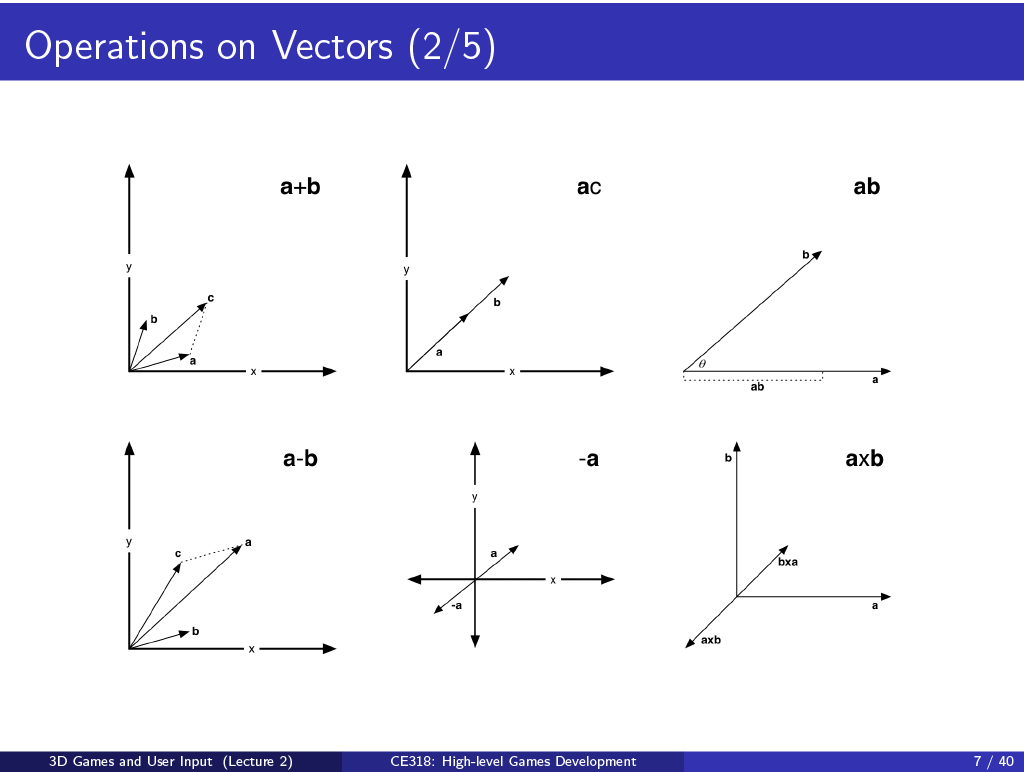 Operations on Vectors (2/5)
a+b
y
c
b
a
x
ac
y
b
a
x
ab
b
θ
a
ab
a-b
y
c
a
b
x
-a
y
a
x
-a
axb
b
bxa
a
axb
3D Games and User Input (Lecture 2)
CE318: High-level Games Development
7 / 40